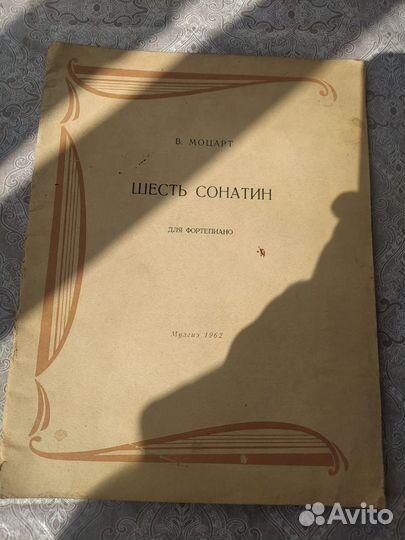 В. МОЦАРТ
ШЕСТЬ СОНАТИН
ДЛЯ ФОРТЕПИАНО
Музгиз 1962
Avito